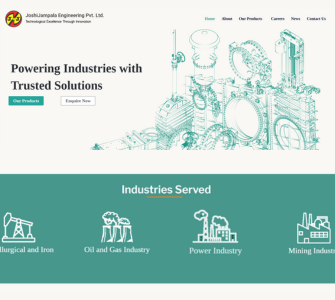 JoshiJampala Engineering Pvt. Ltd.
Technological Excellence Through Innovation
Home About Our Products Careers News Contact Us
Powering Industries with
Trusted Solutions
Our Products Enquire Now
Industries Served
llurgical and Iron Oil and Gas Industry Power Industry Mining Indust